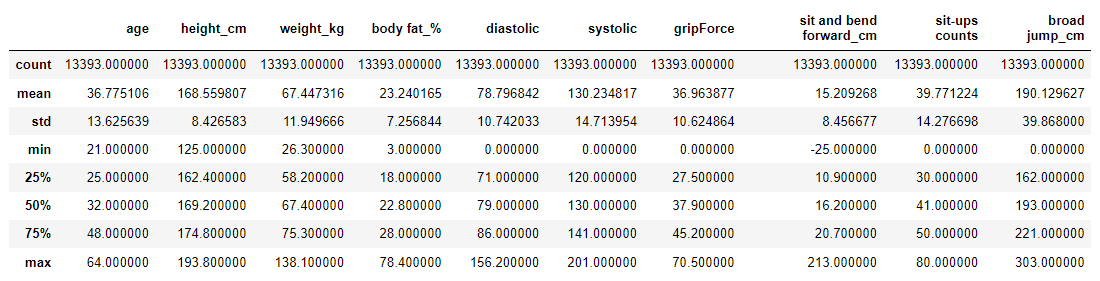 age height_cm weight_kg body fat_% diastolic systolic gripForce sit and bend forward_cm sit-ups counts broad jump_cm
count 13393.000000 13393.000000 13393.000000 13393.000000 13393.000000 13393.000000 13393.000000 13393.000000 13393.000000 13393.000000
mean 36.775106 168.559807 67.447316 23.240165 78.796842 130.234817 36.963877 15.209268 39.771224 190.129627
std 13.625639 8.426583 11.949666 7.256844 10.742033 14.713954 10.624864 8.456677 14.276698 39.868000
min 21.000000 125.000000 26.300000 3.000000 0.000000 0.000000 0.000000 -25.000000 0.000000 0.000000
25% 25.000000 162.400000 58.200000 18.000000 71.000000 120.000000 27.500000 10.900000 30.000000 162.000000
50% 32.000000 169.200000 67.400000 22.800000 79.000000 130.000000 37.900000 16.200000 41.000000 193.000000
75% 48.000000 174.800000 75.300000 28.000000 86.000000 141.000000 45.200000 20.700000 50.000000 221.000000
max 64.000000 193.800000 138.100000 78.400000 156.200000 201.000000 70.500000 213.000000 80.000000 303.000000